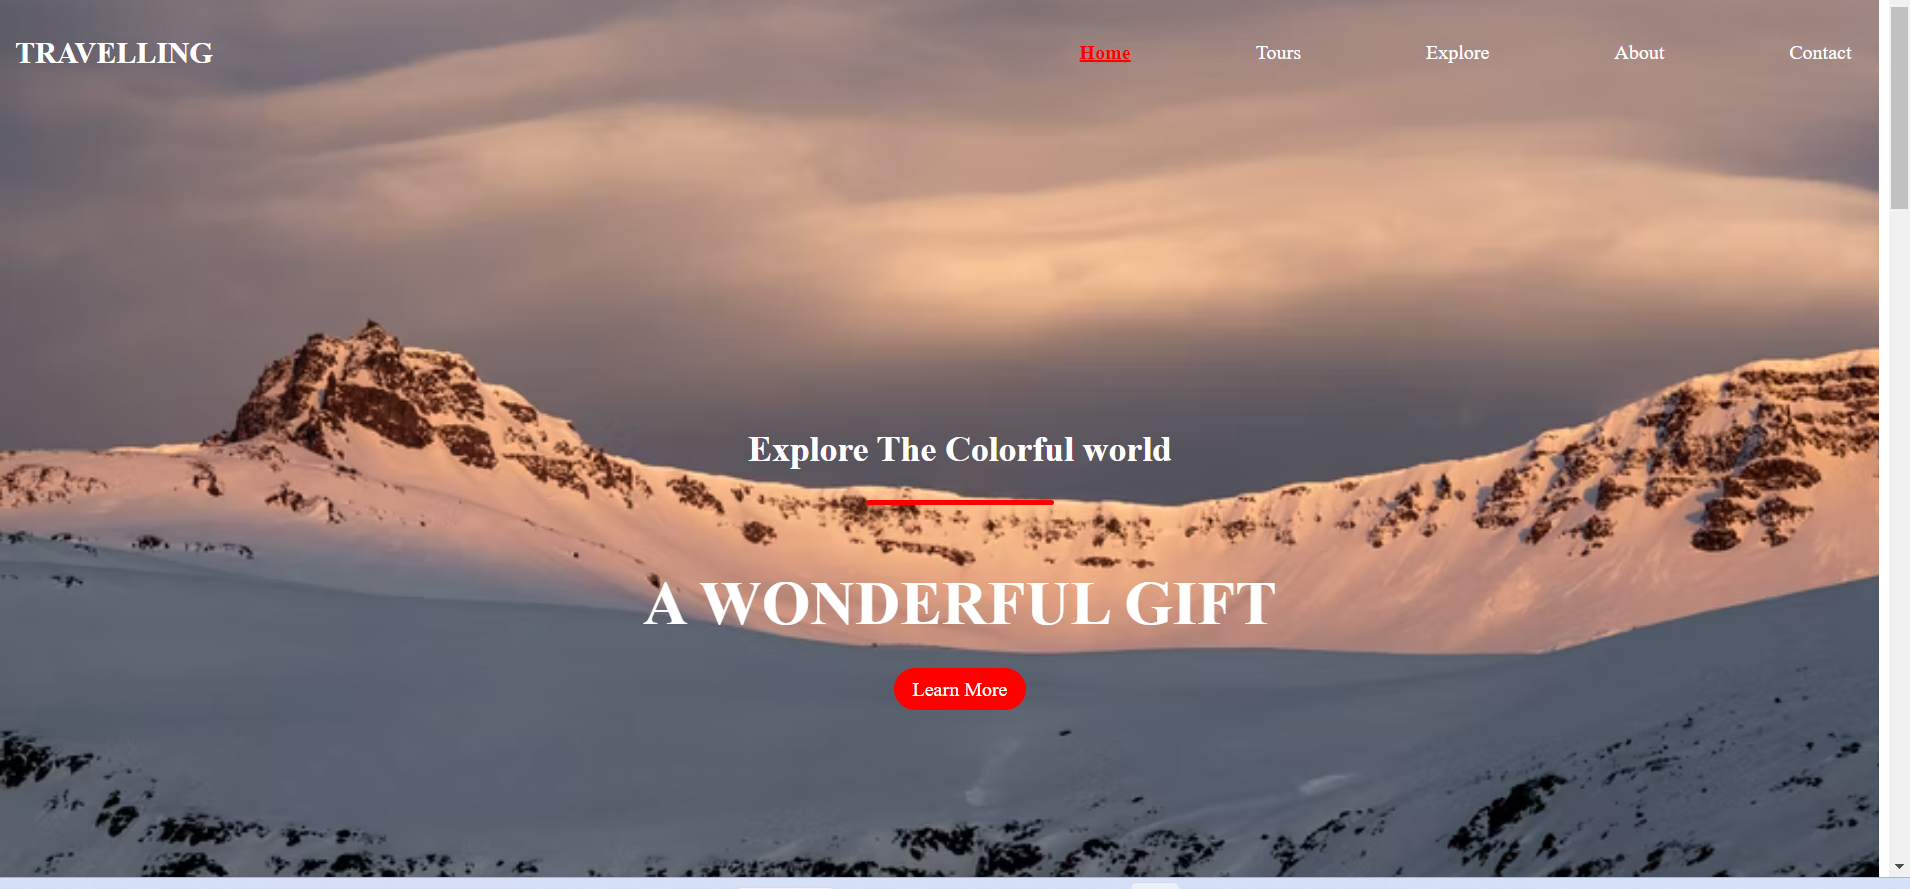 TRAVELLING
Home Tours Explore About Contact
Explore The Colorful world
A WONDERFUL GIFT
Learn More